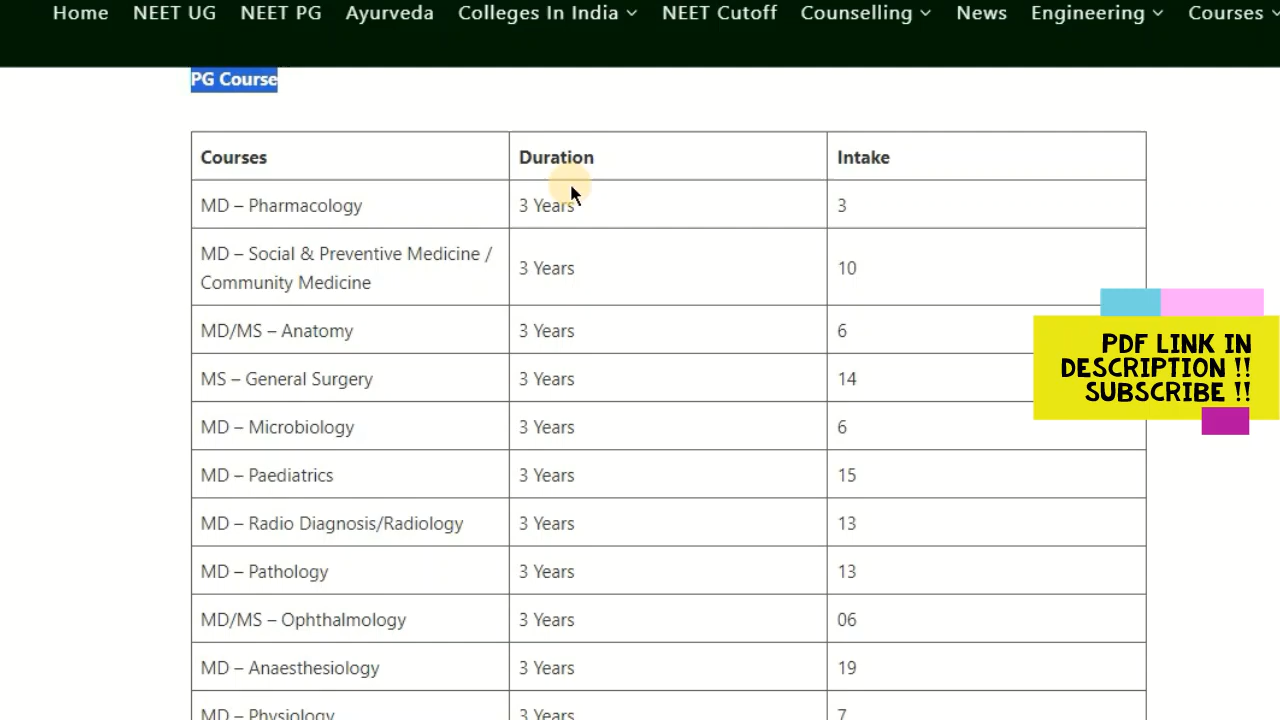 Home NEET UG NEET PG Ayurveda Colleges In India NEET Cutoff Counselling News Engineering Courses
PG Course
Courses Duration Intake
MD – Pharmacology 3 Years 3
MD – Social & Preventive Medicine /
Community Medicine 3 Years 10
MD/MS – Anatomy 3 Years 6
MS – General Surgery 3 Years 14
MD – Microbiology 3 Years 6
MD – Paediatrics 3 Years 15
MD – Radio Diagnosis/Radiology 3 Years 13
MD – Pathology 3 Years 13
MD/MS – Ophthalmology 3 Years 06
MD – Anaesthesiology 3 Years 19
MD – Physiology 3 Years 7
PDF LINK IN
DESCRIPTION !!
SUBSCRIBE !!